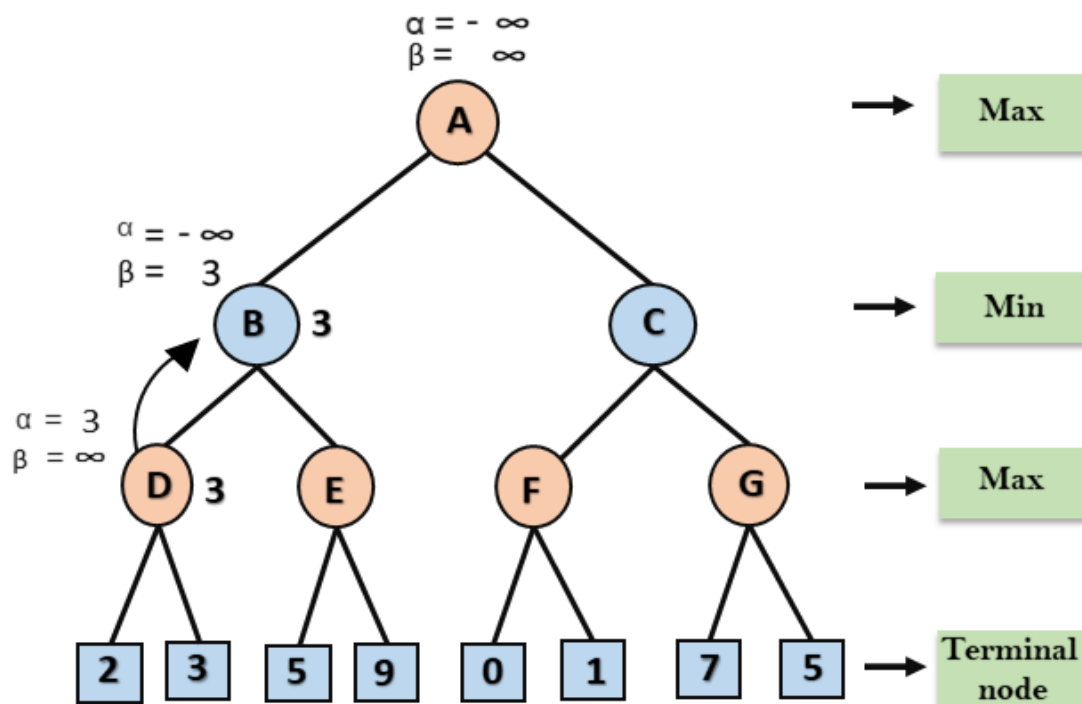 α = - ∞
β = ∞
A
Max
α = - ∞
β = 3
B 3
C
Min
α = 3
β = ∞
D 3
E
F
G
Max
2 3 5 9 0 1 7 5
Terminal
node